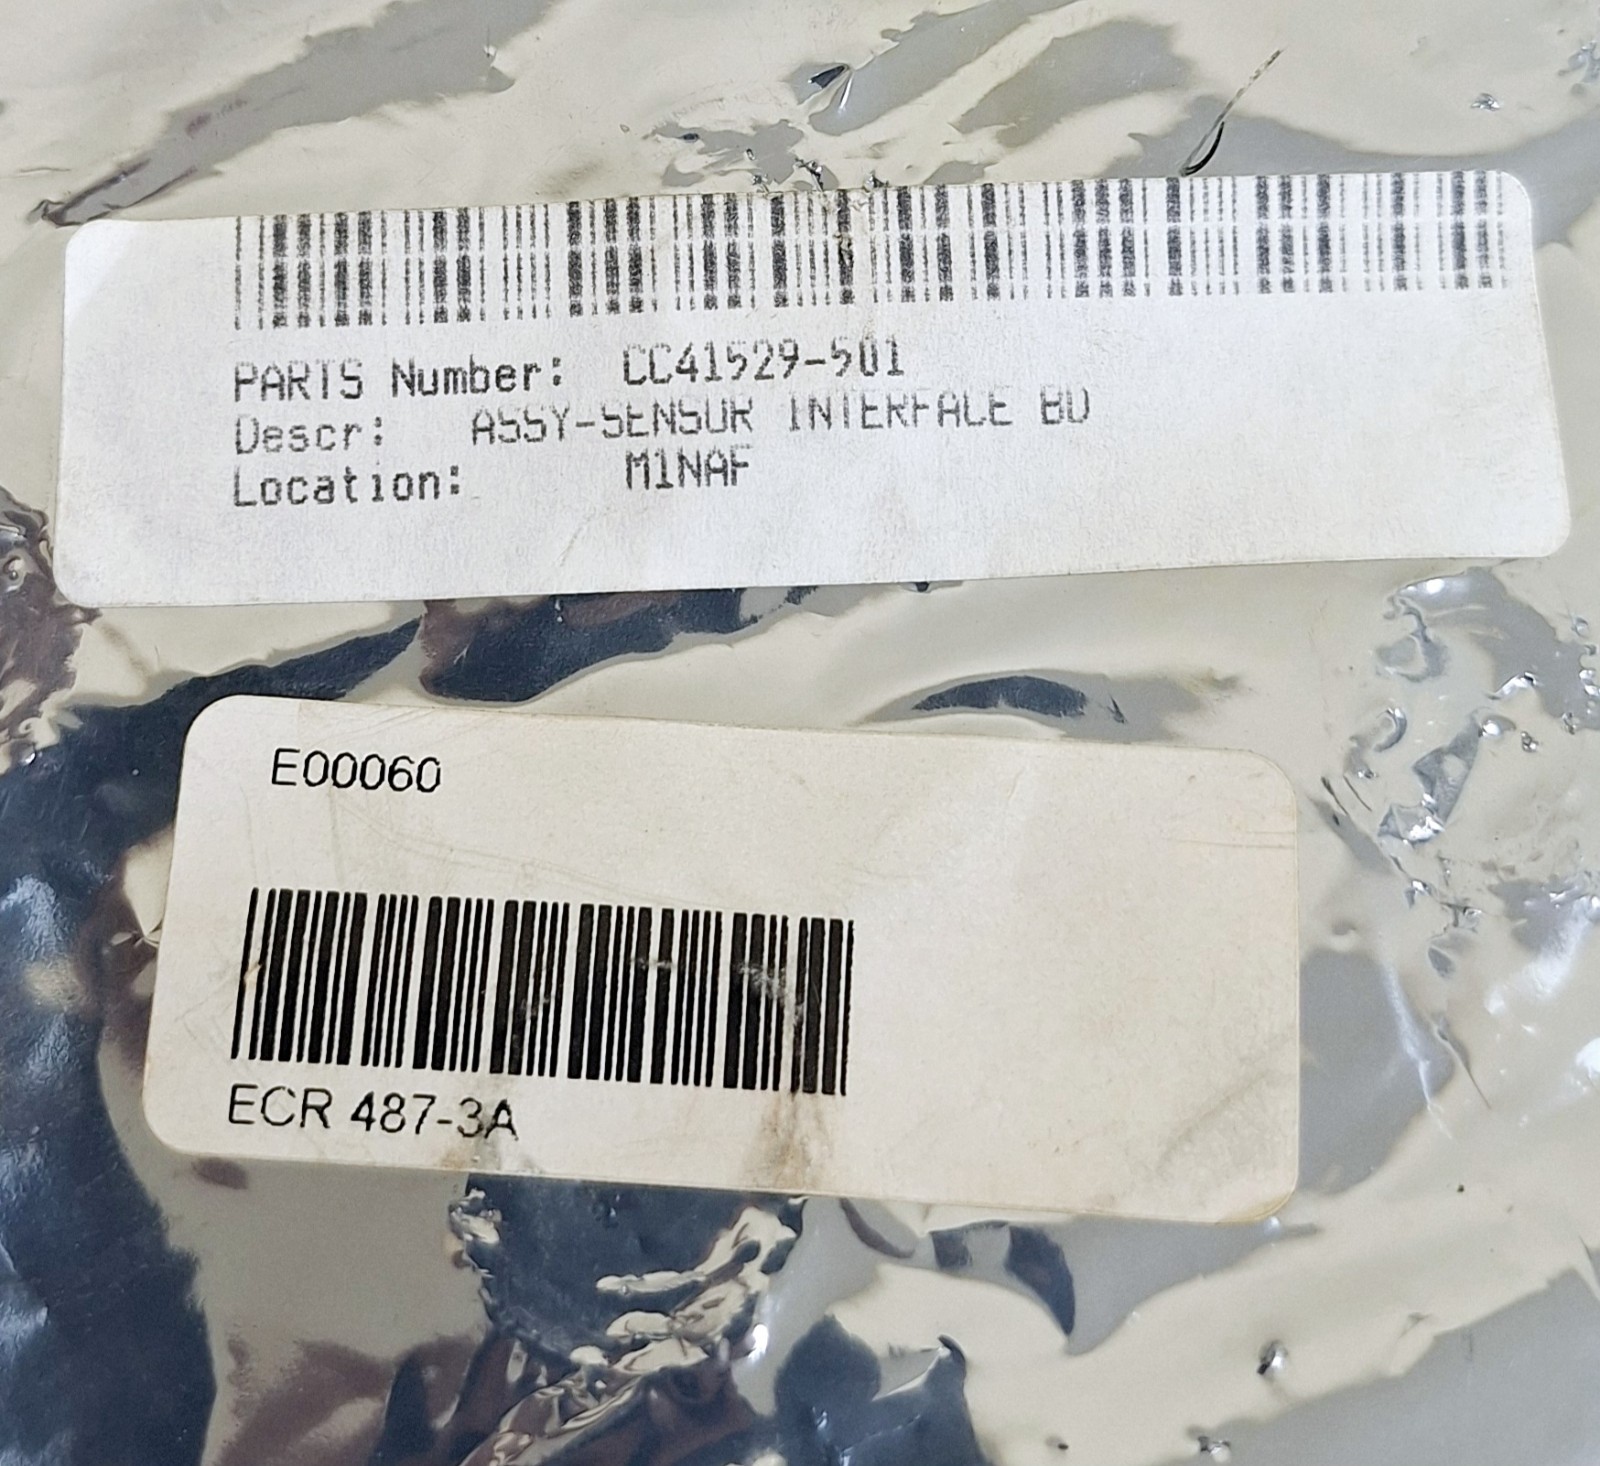 PARTS Number: CC41529-501
Descr: ASSY-SENSOR INTERFACE BD
Location: M1NAF
E00060
ECR 487-3A